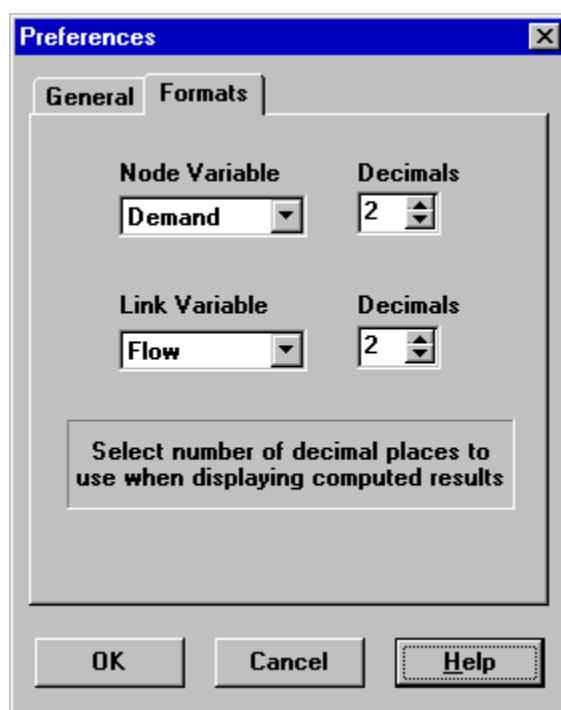 Preferences
General Formats
Node Variable Decimals
Demand 2
Link Variable Decimals
Flow 2
Select number of decimal places to
use when displaying computed results
OK Cancel Help